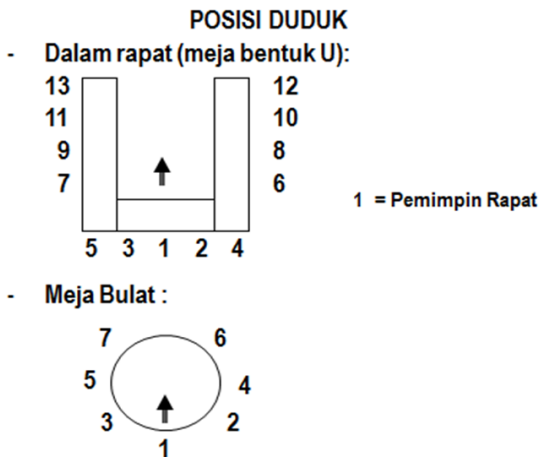 POSISI DUDUK
- Dalam rapat (meja bentuk U):
13 12
11 10
9 8
7 6
1 = Pemimpin Rapat
5 3 1 2 4
- Meja Bulat :
7 6
5 4
3 2
1